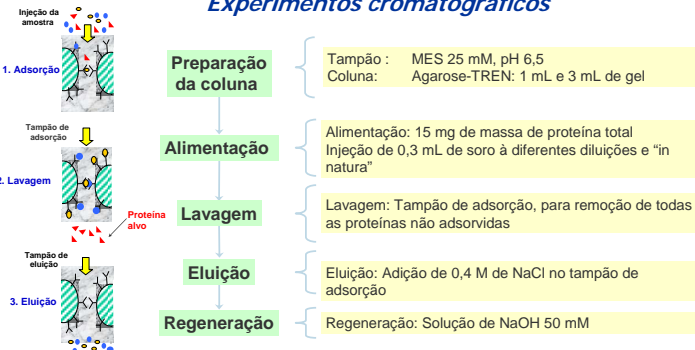 Experimentos cromatográficos
Injeção da
amostra
1. Adsorção
Tampão de
adsorção
2. Lavagem
Proteína
alvo
Tampão de
eluição
3. Eluição
Preparação
da coluna
Tampão : MES 25 mM, pH 6,5
Coluna: Agarose-TREN: 1 mL e 3 mL de gel
Alimentação
Alimentação: 15 mg de massa de proteína total
Injeção de 0,3 mL de soro à diferentes diluições e “in
natura”
Lavagem
Lavagem: Tampão de adsorção, para remoção de todas
as proteínas não adsorvidas
Eluição
Eluição: Adição de 0,4 M de NaCl no tampão de
adsorção
Regeneração
Regeneração: Solução de NaOH 50 mM